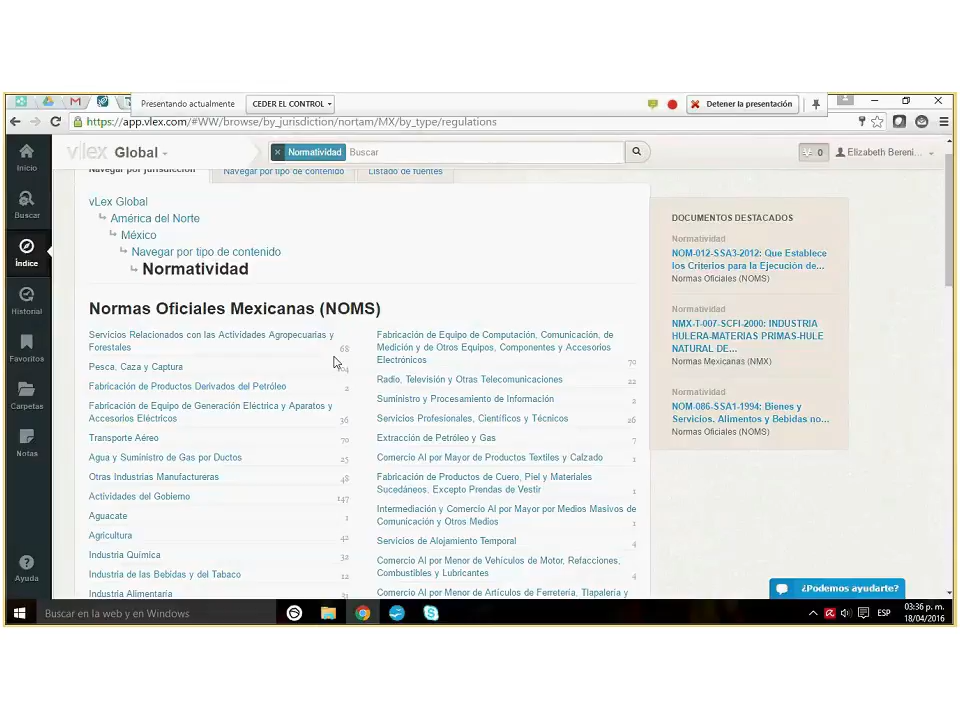 Presentando actualmente
CEDER EL CONTROL
Detener la presentación
https://app.vlex.com/#WW/browse/by_jurisdiction/nortam/MX/by_type/regulations
Inicio
Buscar
Índice
Historial
Favoritos
Carpetas
Notas
Ayuda
vlex Global
× Normatividad Buscar
0
Elizabeth Bereni...
Navegar por jurisdicción
Navegar por tipo de contenido
Listado de fuentes
vLex Global
América del Norte
México
Navegar por tipo de contenido
Normatividad
Normas Oficiales Mexicanas (NOMS)
Servicios Relacionados con las Actividades Agropecuarias y
Forestales 68
Pesca, Caza y Captura
Fabricación de Productos Derivados del Petróleo 2
Fabricación de Equipo de Generación Eléctrica y Aparatos y
Accesorios Eléctricos 36
Transporte Aéreo 70
Agua y Suministro de Gas por Ductos 25
Otras Industrias Manufactureras 48
Actividades del Gobierno 147
Aguacate 1
Agricultura 42
Industria Química 32
Industria de las Bebidas y del Tabaco 12
Industria Alimentaria 21
Fabricación de Equipo de Computación, Comunicación, de
Medición y de Otros Equipos, Componentes y Accesorios
Electrónicos 70
Radio, Televisión y Otras Telecomunicaciones 22
Suministro y Procesamiento de Información 2
Servicios Profesionales, Científicos y Técnicos 26
Extracción de Petróleo y Gas 7
Comercio Al por Mayor de Productos Textiles y Calzado 1
Fabricación de Productos de Cuero, Piel y Materiales
Sucedáneos, Excepto Prendas de Vestir 1
Intermediación y Comercio Al por Mayor por Medios Masivos de
Comunicación y Otros Medios 1
Servicios de Alojamiento Temporal 4
Comercio Al por Menor de Vehículos de Motor, Refacciones,
Combustibles y Lubricantes 4
Comercio Al por Menor de Artículos de Ferretería, Tlapalería y
DOCUMENTOS DESTACADOS
Normatividad
NOM-012-SSA3-2012: Que Establece
los Criterios para la Ejecución de...
Normas Oficiales (NOMS)
Normatividad
NMX-T-007-SCFI-2000: INDUSTRIA
HULERA-MATERIAS PRIMAS-HULE
NATURAL DE...
Normas Mexicanas (NMX)
Normatividad
NOM-086-SSA1-1994: Bienes y
Servicios. Alimentos y Bebidas no...
Normas Oficiales (NOMS)
¿Podemos ayudarte?
Buscar en la web y en Windows
ESP
03:36 p. m.
18/04/2016